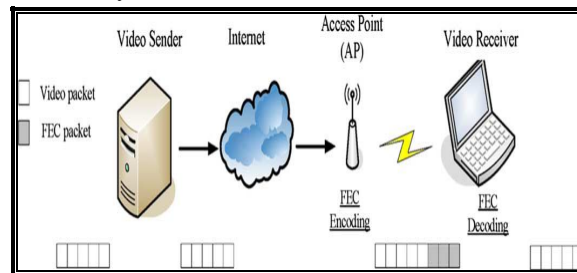 Video Sender
Internet
Access Point
(AP)
Video Receiver
Video packet
FEC packet
FEC
Encoding
FEC
Decoding